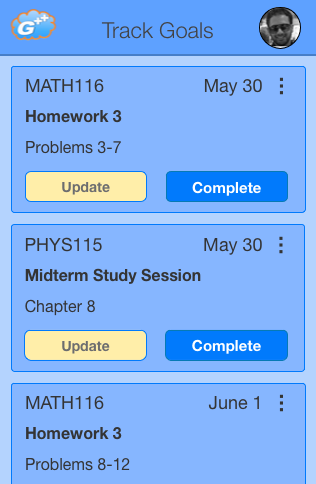 G++
Track Goals
MATH116 May 30
Homework 3
Problems 3-7
Update Complete
PHYS115 May 30
Midterm Study Session
Chapter 8
Update Complete
MATH116 June 1
Homework 3
Problems 8-12